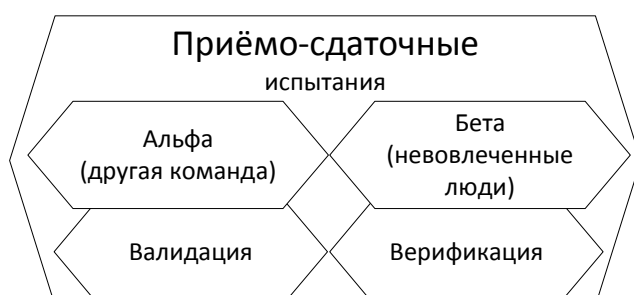 Приёмо-сдаточные
испытания
Альфа
(другая команда)
Бета
(невовлеченные
люди)
Валидация
Верификация